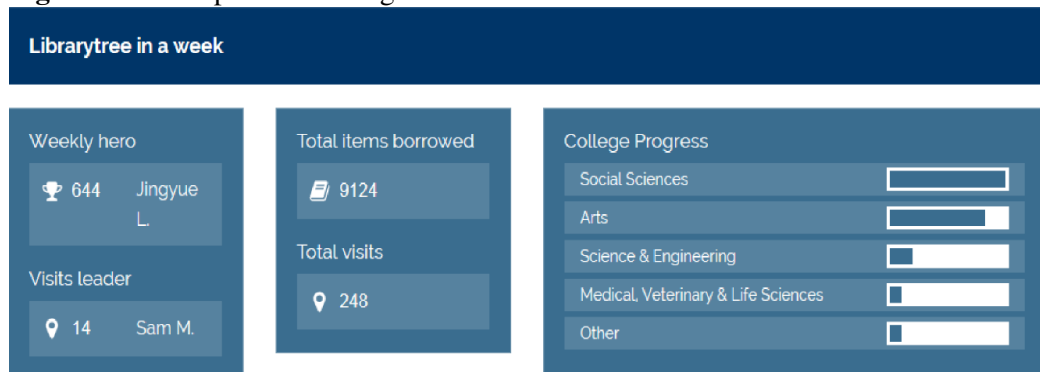 Librarytree in a week
Weekly hero
644 Jingyue
L.
Visits leader
14 Sam M.
Total items borrowed
9124
Total visits
248
College Progress
Social Sciences
Arts
Science & Engineering
Medical, Veterinary & Life Sciences
Other